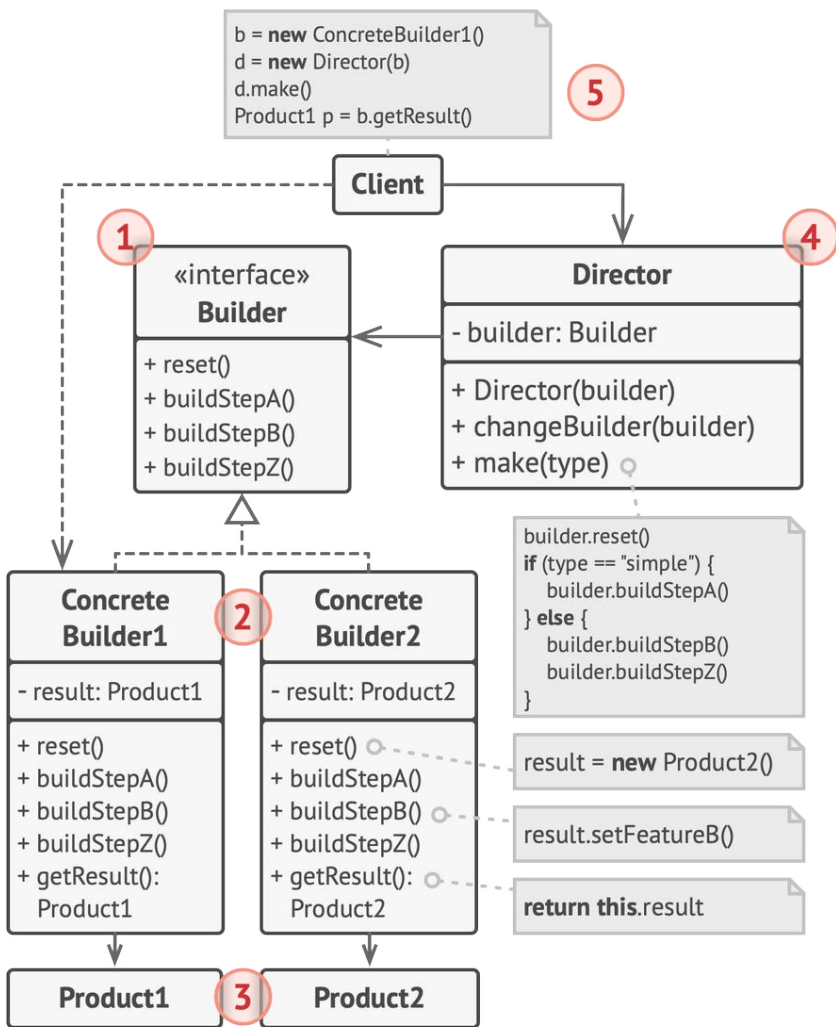 b = new ConcreteBuilder1()
d = new Director(b)
d.make()
Product1 p = b.getResult()
5
Client
1
«interface»
Builder
+ reset()
+ buildStepA()
+ buildStepB()
+ buildStepZ()
4
Director
- builder: Builder
+ Director(builder)
+ changeBuilder(builder)
+ make(type)
builder.reset()
if (type == "simple") {
builder.buildStepA()
} else {
builder.buildStepB()
builder.buildStepZ()
}
Concrete
Builder1
- result: Product1
+ reset()
+ buildStepA()
+ buildStepB()
+ buildStepZ()
+ getResult():
Product1
2
Concrete
Builder2
- result: Product2
+ reset()
+ buildStepA()
+ buildStepB()
+ buildStepZ()
+ getResult():
Product2
result = new Product2()
result.setFeatureB()
return this.result
Product1
3
Product2